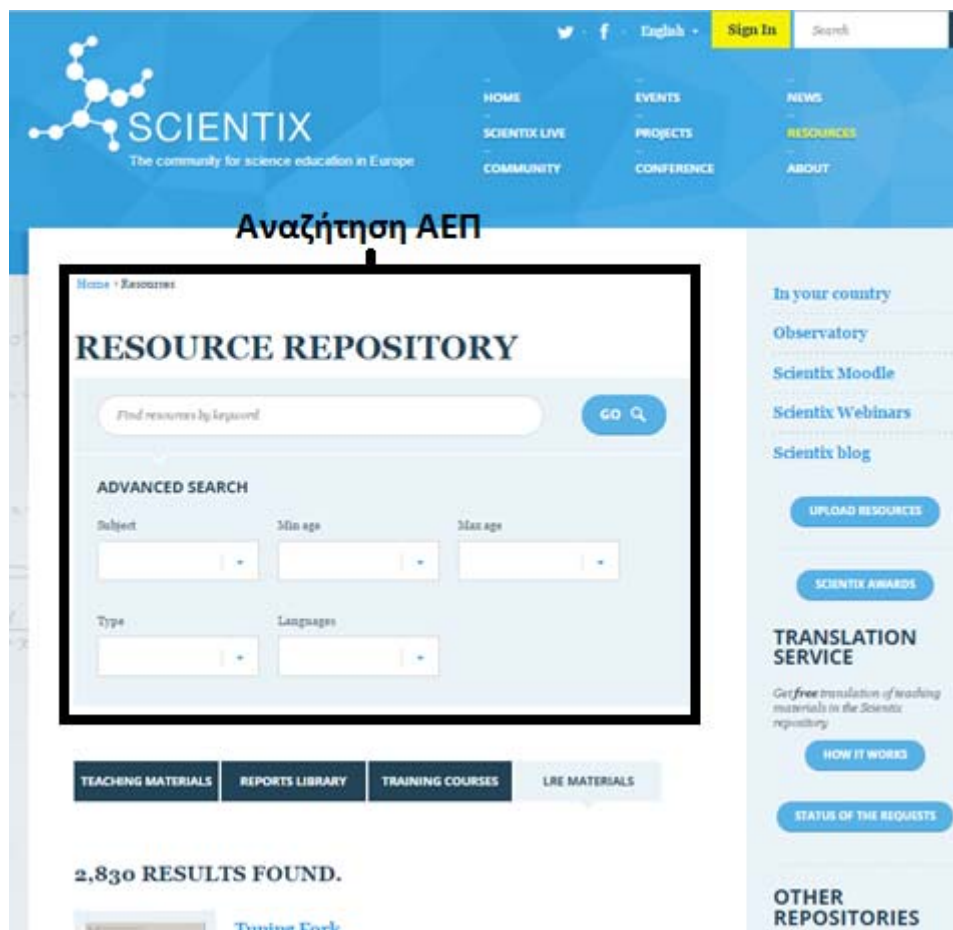 English
Sign In
Search
SCIENTIX
The community for science education in Europe
HOME
EVENTS
NEWS
SCIENTIX LIVE
PROJECTS
RESOURCES
COMMUNITY
CONFERENCE
ABOUT
Αναζήτηση ΑΕΠ
Home › Resources
RESOURCE REPOSITORY
Find resources by keyword
GO
ADVANCED SEARCH
Subject
Min age
Max age
Type
Languages
TEACHING MATERIALS
REPORTS LIBRARY
TRAINING COURSES
LRE MATERIALS
2,830 RESULTS FOUND.
Tuning Fork
In your country
Observatory
Scientix Moodle
Scientix Webinars
Scientix blog
UPLOAD RESOURCES
SCIENTIX AWARDS
TRANSLATION
SERVICE
Get free translation of teaching
materials in the Scientix
repository
HOW IT WORKS
STATUS OF THE REQUESTS
OTHER
REPOSITORIES